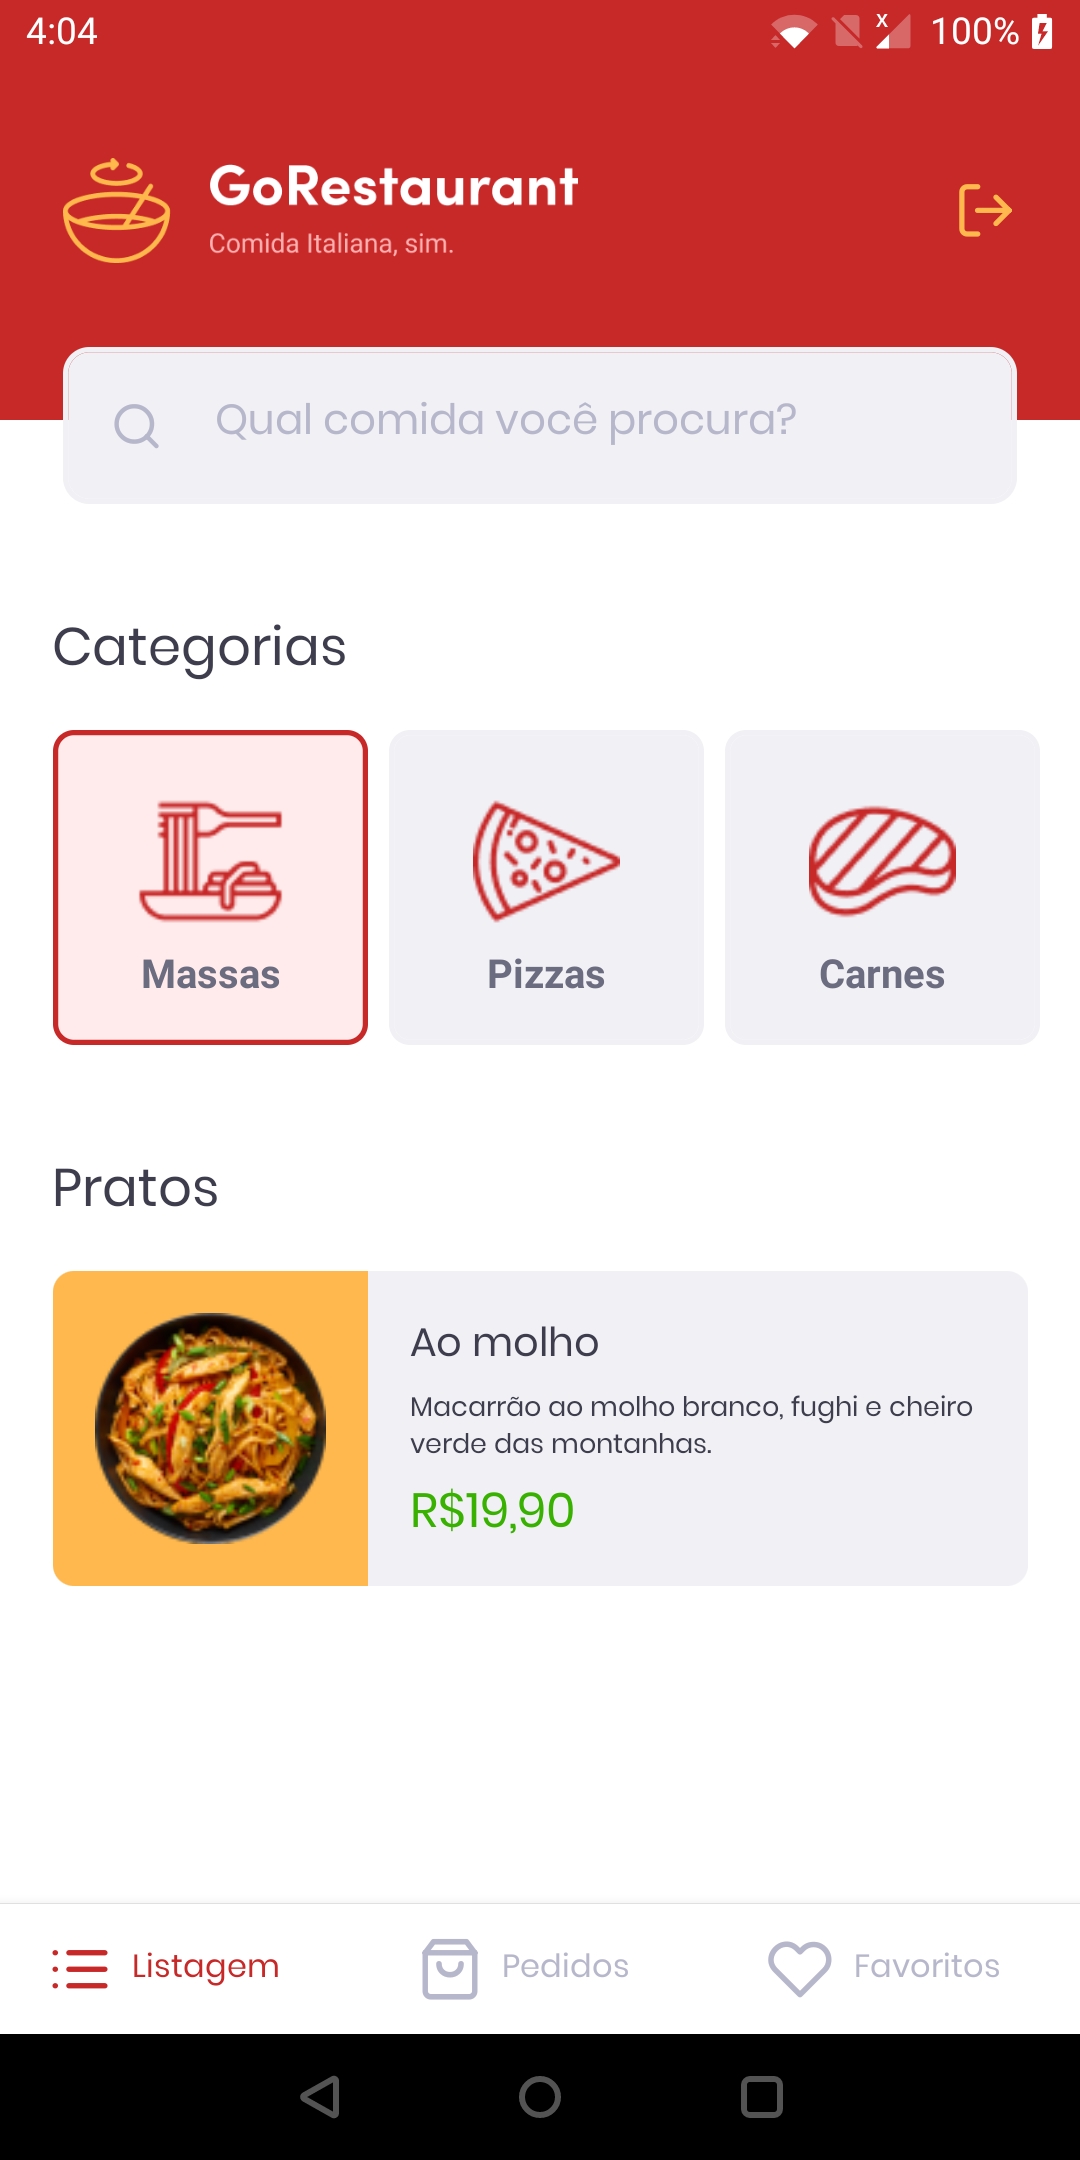 4:04
x
100%
GoRestaurant
Comida Italiana, sim.
Qual comida você procura?
Categorias
Massas
Pizzas
Carnes
Pratos
Ao molho
Macarrão ao molho branco, fughi e cheiro
verde das montanhas.
R$19,90
Listagem
Pedidos
Favoritos